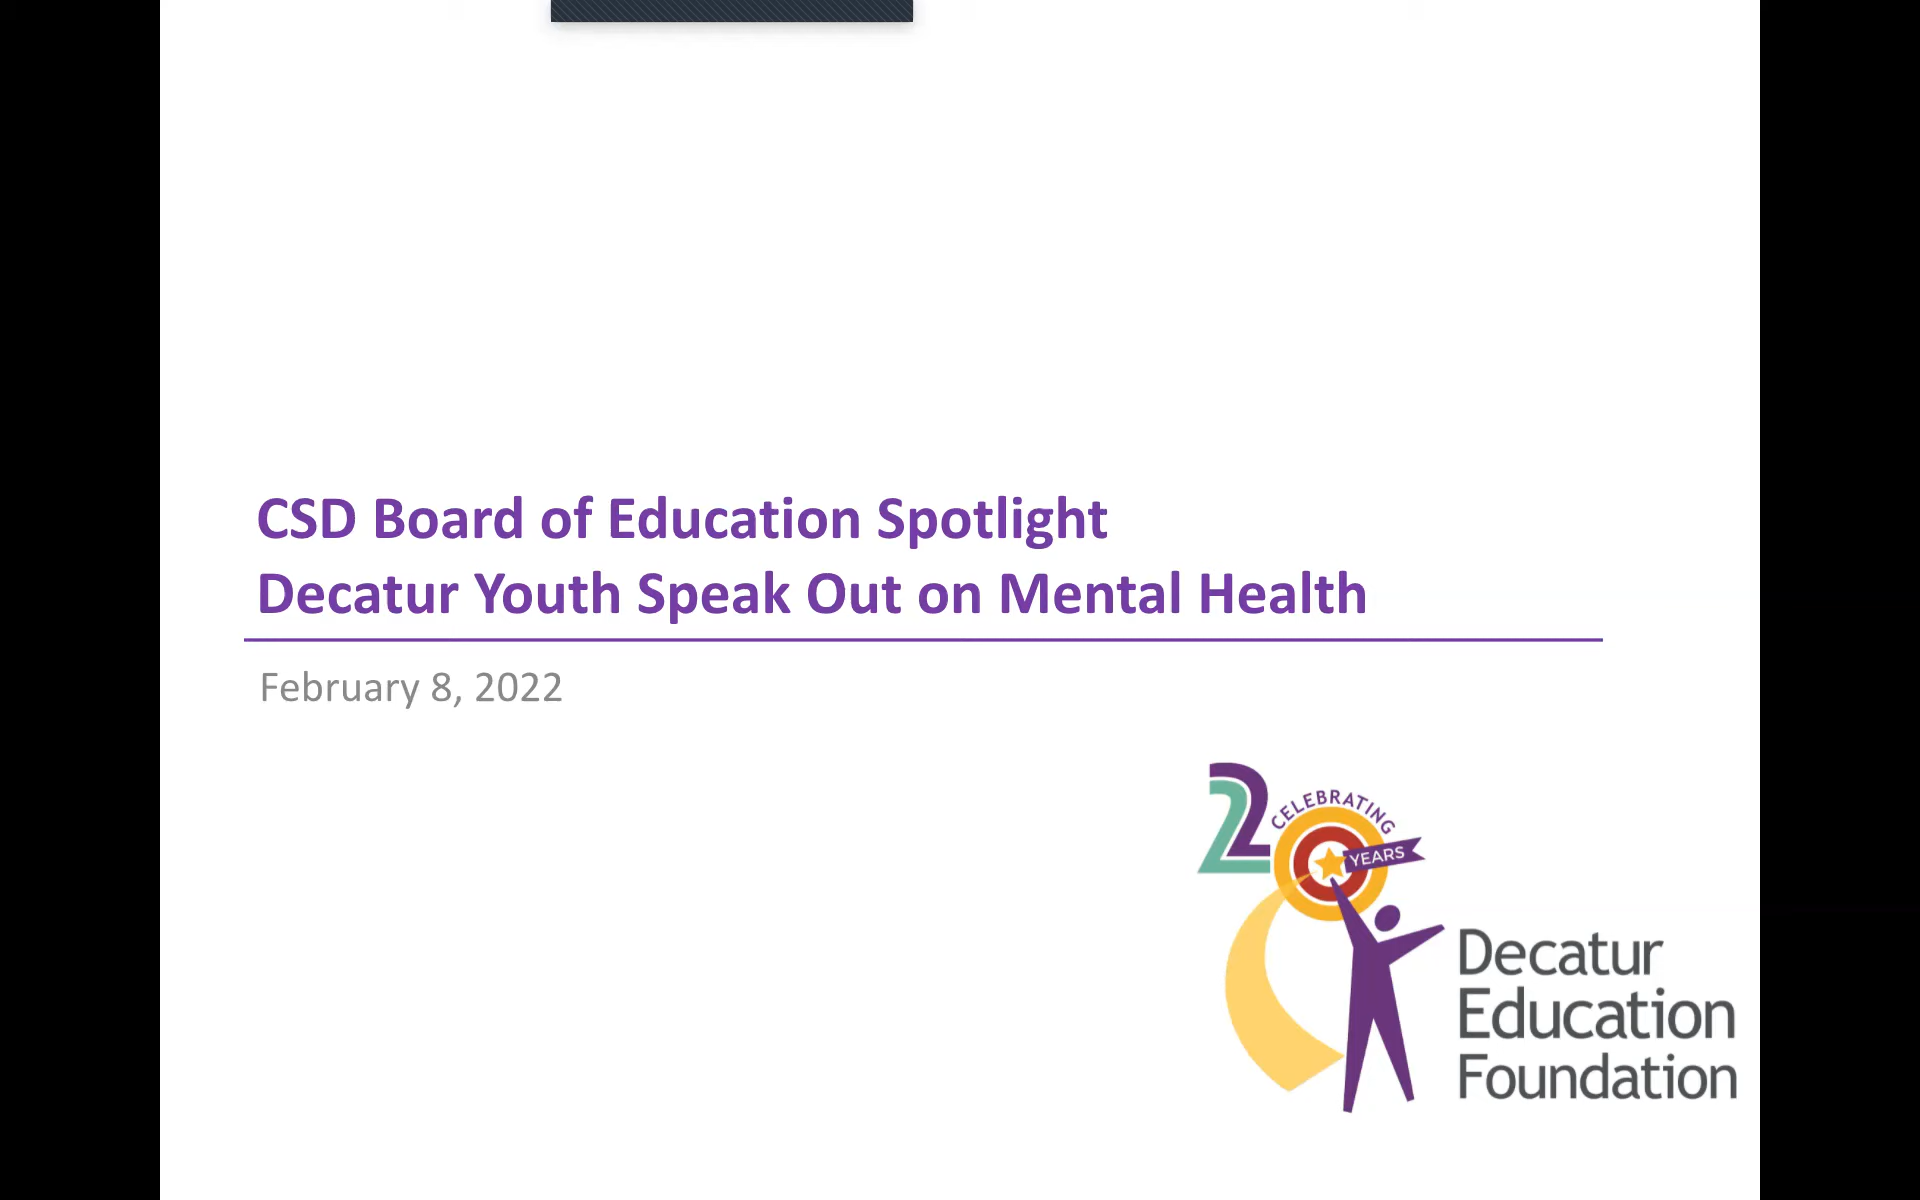 CSD Board of Education Spotlight
Decatur Youth Speak Out on Mental Health
February 8, 2022
20
CELEBRATING
YEARS
Decatur
Education
Foundation